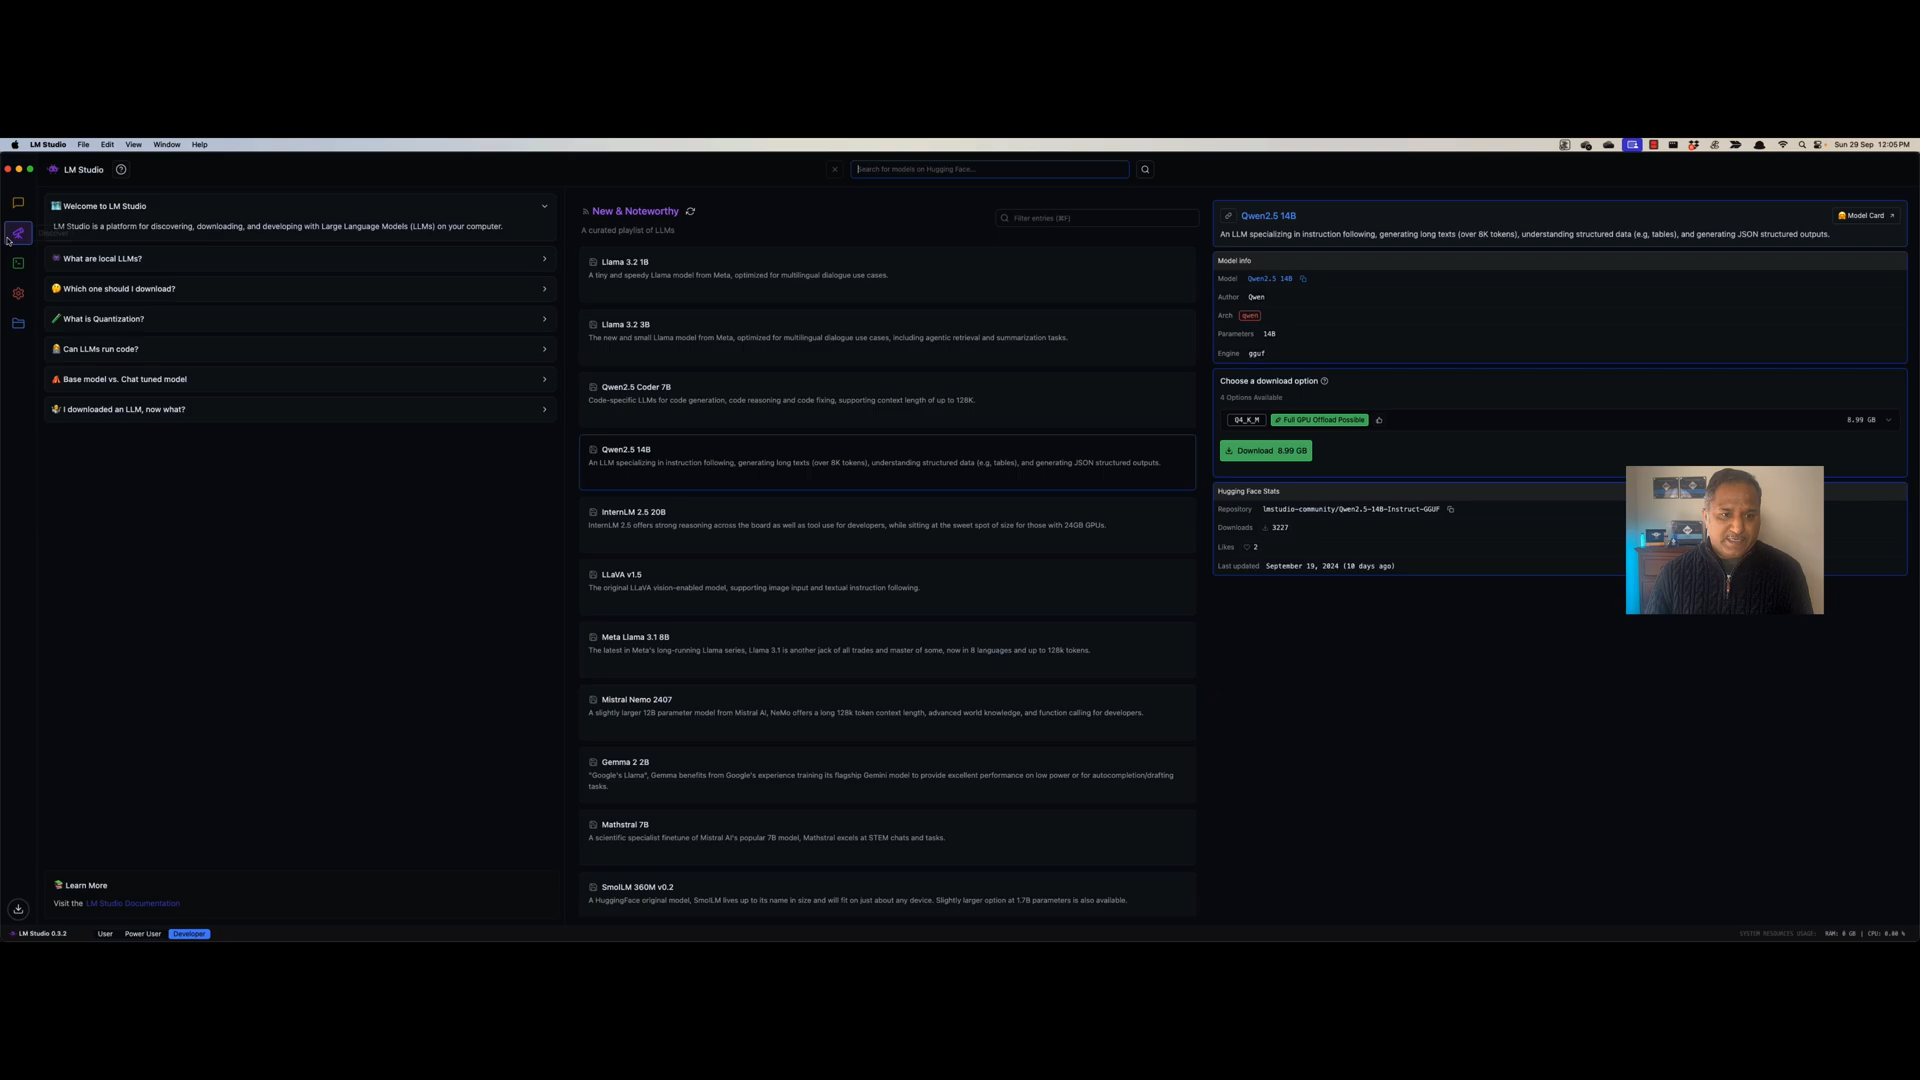 LM Studio File Edit View Window Help
Sun 29 Sep 12:05 PM
LM Studio
Search for models on Hugging Face...
Welcome to LM Studio
LM Studio is a platform for discovering, downloading, and developing with Large Language Models (LLMs) on your computer.
What are local LLMs?
Which one should I download?
What is Quantization?
Can LLMs run code?
Base model vs. Chat tuned model
I downloaded an LLM, now what?
Learn More
Visit the LM Studio Documentation
New & Noteworthy
Filter entries (⌘F)
A curated playlist of LLMs
Llama 3.2 1B
A tiny and speedy Llama model from Meta, optimized for multilingual dialogue use cases.
Llama 3.2 3B
The new and small Llama model from Meta, optimized for multilingual dialogue use cases, including agentic retrieval and summarization tasks.
Qwen2.5 Coder 7B
Code-specific LLMs for code generation, code reasoning and code fixing, supporting context length of up to 128K.
Qwen2.5 14B
An LLM specializing in instruction following, generating long texts (over 8K tokens), understanding structured data (e.g, tables), and generating JSON structured outputs.
InternLM 2.5 20B
InternLM 2.5 offers strong reasoning across the board as well as tool use for developers, while sitting at the sweet spot of size for those with 24GB GPUs.
LLaVA v1.5
The original LLaVA vision-enabled model, supporting image input and textual instruction following.
Meta Llama 3.1 8B
The latest in Meta's long-running Llama series, Llama 3.1 is another jack of all trades and master of some, now in 8 languages and up to 128k tokens.
Mistral Nemo 2407
A slightly larger 12B parameter model from Mistral AI, NeMo offers a long 128k token context length, advanced world knowledge, and function calling for developers.
Gemma 2 2B
"Google's Llama", Gemma benefits from Google's experience training its flagship Gemini model to provide excellent performance on low power or for autocompletion/drafting
tasks.
Mathstral 7B
A scientific specialist finetune of Mistral AI's popular 7B model, Mathstral excels at STEM chats and tasks.
SmolLM 360M v0.2
A HuggingFace original model, SmolLM lives up to its name in size and will fit on just about any device. Slightly larger option at 1.7B parameters is also available.
Qwen2.5 14B
Model Card
An LLM specializing in instruction following, generating long texts (over 8K tokens), understanding structured data (e.g, tables), and generating JSON structured outputs.
Model info
Model Qwen2.5 14B
Author Qwen
Arch qwen
Parameters 14B
Engine gguf
Choose a download option
4 Options Available
Q4_K_M Full GPU Offload Possible 8.99 GB
Download 8.99 GB
Hugging Face Stats
Repository lmstudio-community/Qwen2.5-14B-Instruct-GGUF
Downloads 3227
Likes 2
Last updated September 19, 2024 (10 days ago)
LM Studio 0.3.2 User Power User Developer
SYSTEM RESOURCES USAGE: RAM: 0 GB | CPU: 0.00 %